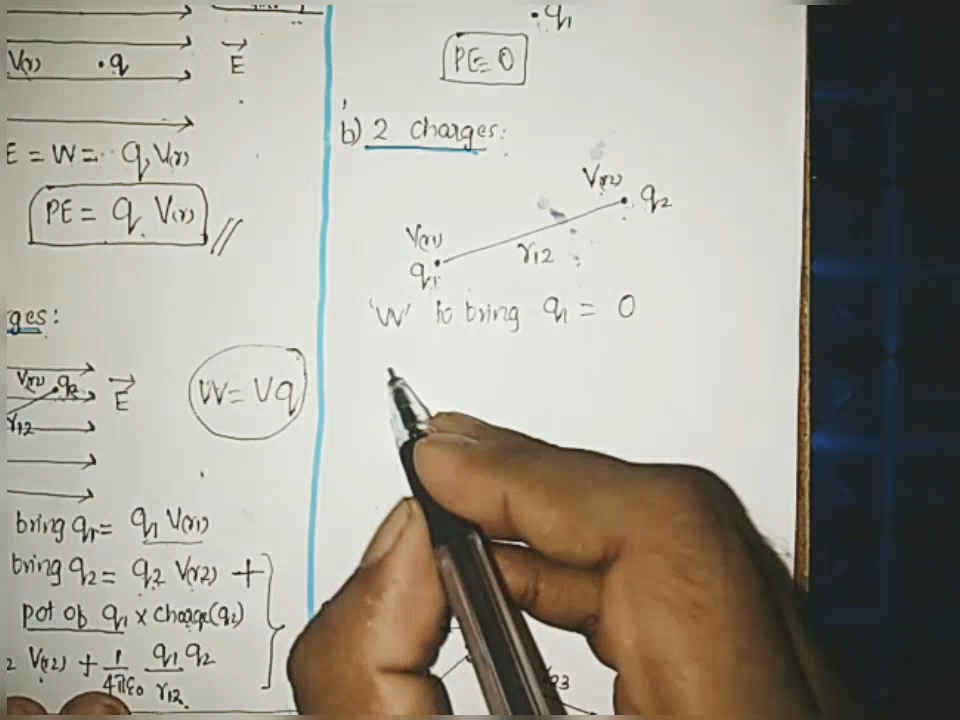 V(r) •q E
E = W = q V(r)
PE = q V(r) //
ges:
V(r2) q2 E
r12
W = Vq
bring q1 = q1 V(r1)
bring q2 = q2 V(r2) +
pot of q1 × charge(q2)
2 V(r2) + 1/4πε0 q1 q2/r12
•q1
PE = 0
b) 2 charges:
V(r2) q2
V(r1)
r12
q1
'W' to bring q1 = 0